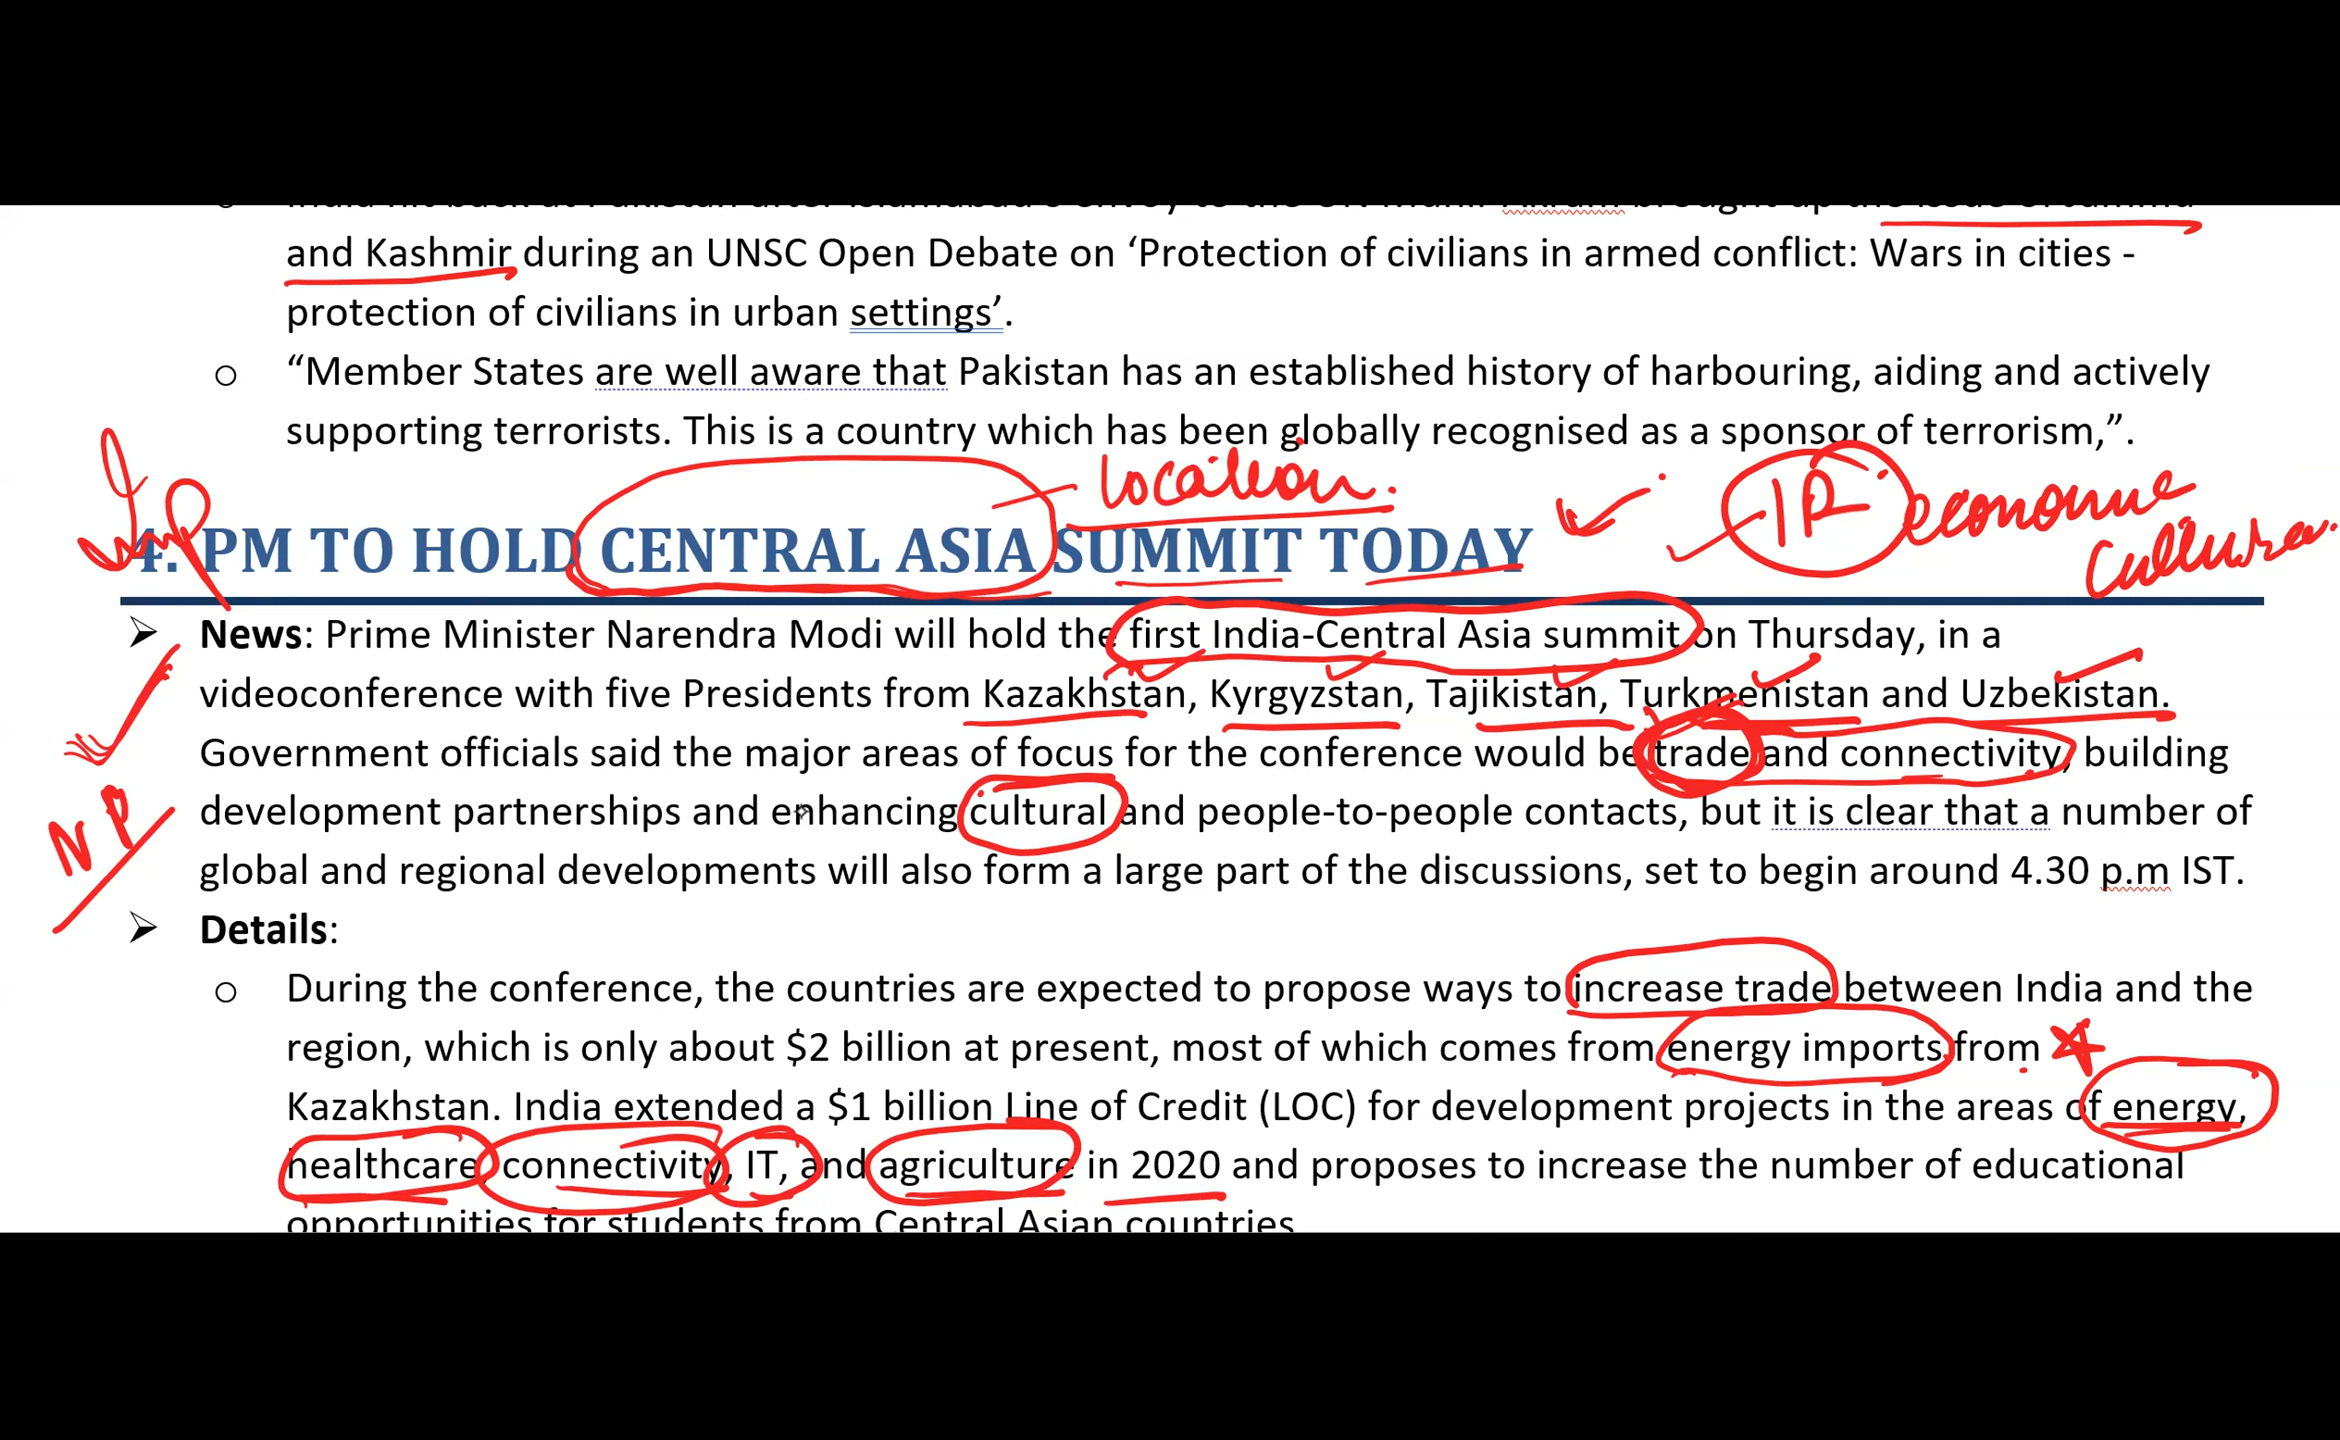 and Kashmir during an UNSC Open Debate on ‘Protection of civilians in armed conflict: Wars in cities -
protection of civilians in urban settings’.
o “Member States are well aware that Pakistan has an established history of harbouring, aiding and actively
supporting terrorists. This is a country which has been globally recognised as a sponsor of terrorism,”.
Imp
location.
IR economic
cultural
4. PM TO HOLD CENTRAL ASIA SUMMIT TODAY
➢ News: Prime Minister Narendra Modi will hold the first India-Central Asia summit on Thursday, in a
videoconference with five Presidents from Kazakhstan, Kyrgyzstan, Tajikistan, Turkmenistan and Uzbekistan.
Government officials said the major areas of focus for the conference would be trade and connectivity, building
development partnerships and enhancing cultural and people-to-people contacts, but it is clear that a number of
NP
global and regional developments will also form a large part of the discussions, set to begin around 4.30 p.m IST.
➢ Details:
o During the conference, the countries are expected to propose ways to increase trade between India and the
region, which is only about $2 billion at present, most of which comes from energy imports from
Kazakhstan. India extended a $1 billion Line of Credit (LOC) for development projects in the areas of energy,
healthcare, connectivity, IT, and agriculture in 2020 and proposes to increase the number of educational
opportunities for students from Central Asian countries